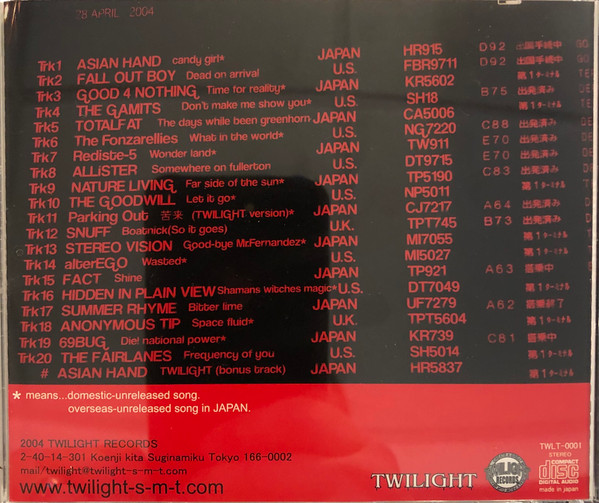 28 APRIL 2004
Trk1 ASIAN HAND candy girl* JAPAN HR915 D92 出国手続中
Trk2 FALL OUT BOY Dead on arrival U.S. FBR9711 D92 出国手続中
Trk3 GOOD 4 NOTHING Time for reality* JAPAN KR5602 第1ターミナル
Trk4 THE GAMITS Don't make me show you* U.S. SH18 B75 出発済み
Trk5 TOTALFAT The days while been greenhorn JAPAN CA5006 第1ターミナル
Trk6 The Fonzarellies What in the world* U.S. NG7220 C88 出発済み
Trk7 Rediste-5 Wonder land* JAPAN TW911 E70 出発済み
Trk8 ALLiSTER Somewhere on fullerton U.S. DT9715 E70 出発済み
Trk9 NATURE LIVING Far side of the sun* JAPAN TP5190 C83 出発済み
Trk10 THE GOODWILL Let it go* U.S. NP5011 第1ターミナル
Trk11 Parking Out 苦来 (TWILIGHT version)* JAPAN CJ7217 A64 出発済み
Trk12 SNUFF Boatnick(So it goes) U.K. TPT745 B73 出発済み
Trk13 STEREO VISION Good-bye Mr.Fernandez* JAPAN MI7055 第1ターミナル
Trk14 alterEGO Wasted* U.S. MI5027 第1ターミナル
Trk15 FACT Shine JAPAN TP921 A63 搭乗中
Trk16 HIDDEN IN PLAIN VIEW Shamans witches magic* U.S. DT7049 第1ターミナル
Trk17 SUMMER RHYME Bitter lime JAPAN UF7279 A62 搭乗終了
Trk18 ANONYMOUS TIP Space fluid* U.K. TPT5604 第1ターミナル
Trk19 69BUG Die! national power* JAPAN KR739 C81 搭乗中
Trk20 THE FAIRLANES Frequency of you U.S. SH5014 第1ターミナル
# ASIAN HAND TWILIGHT (bonus track) JAPAN HR5837 第1ターミナル
* means...domestic-unreleased song.
overseas-unreleased song in JAPAN.
2004 TWILIGHT RECORDS
2-40-14-301 Koenji kita Suginamiku Tokyo 166-0002
mail/twilight@twilight-s-m-t.com
www.twilight-s-m-t.com
TWILIGHT
RECORDS
TWLT-0001
STEREO
COMPACT
disc
DIGITAL AUDIO
made in japan